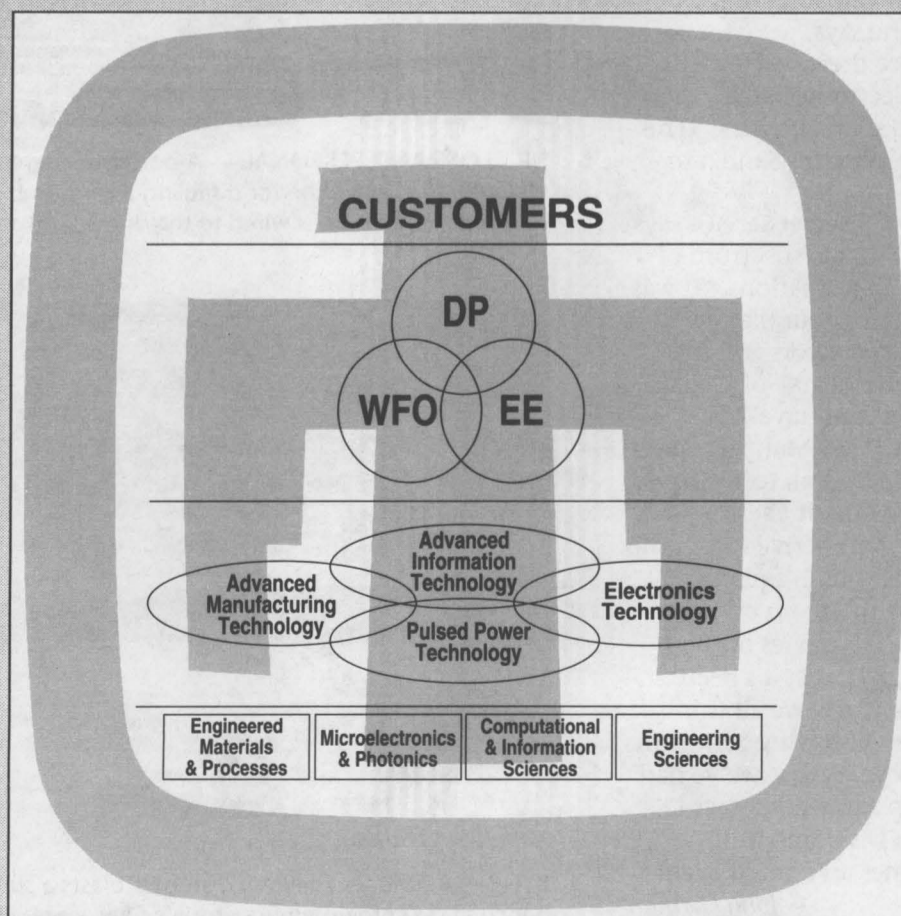 CUSTOMERS
DP
WFO
EE
Advanced
Information
Technology
Advanced
Manufacturing
Technology
Electronics
Technology
Pulsed Power
Technology
Engineered
Materials
& Processes
Microelectronics
& Photonics
Computational
& Information
Sciences
Engineering
Sciences